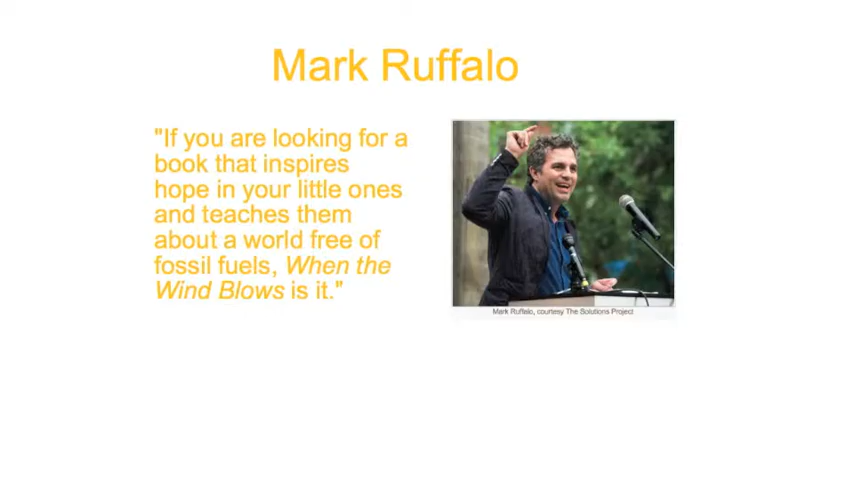 Mark Ruffalo
"If you are looking for a
book that inspires
hope in your little ones
and teaches them
about a world free of
fossil fuels, When the
Wind Blows is it."
Mark Ruffalo, courtesy The Solutions Project